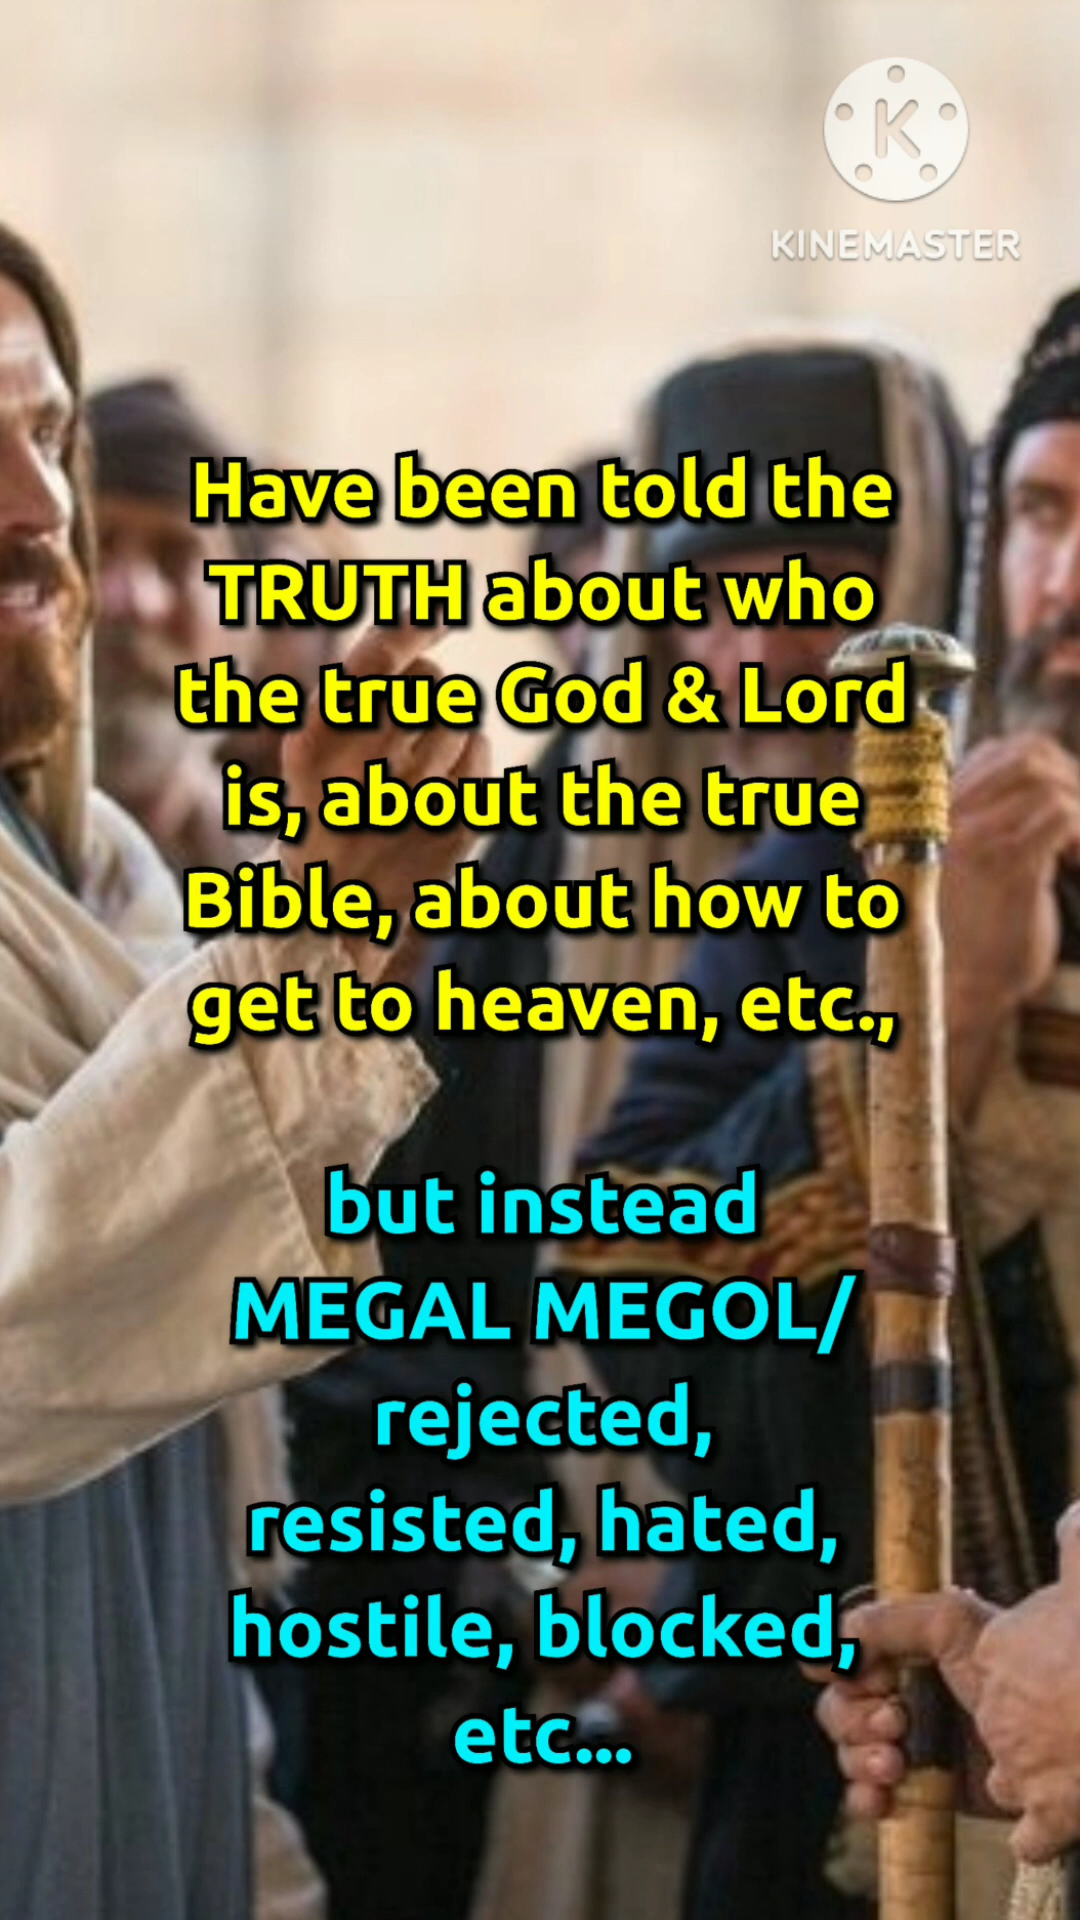 K
KINEMASTER
Have been told the
TRUTH about who
the true God & Lord
is, about the true
Bible, about how to
get to heaven, etc.,
but instead
MEGAL MEGOL/
rejected,
resisted, hated,
hostile, blocked,
etc...